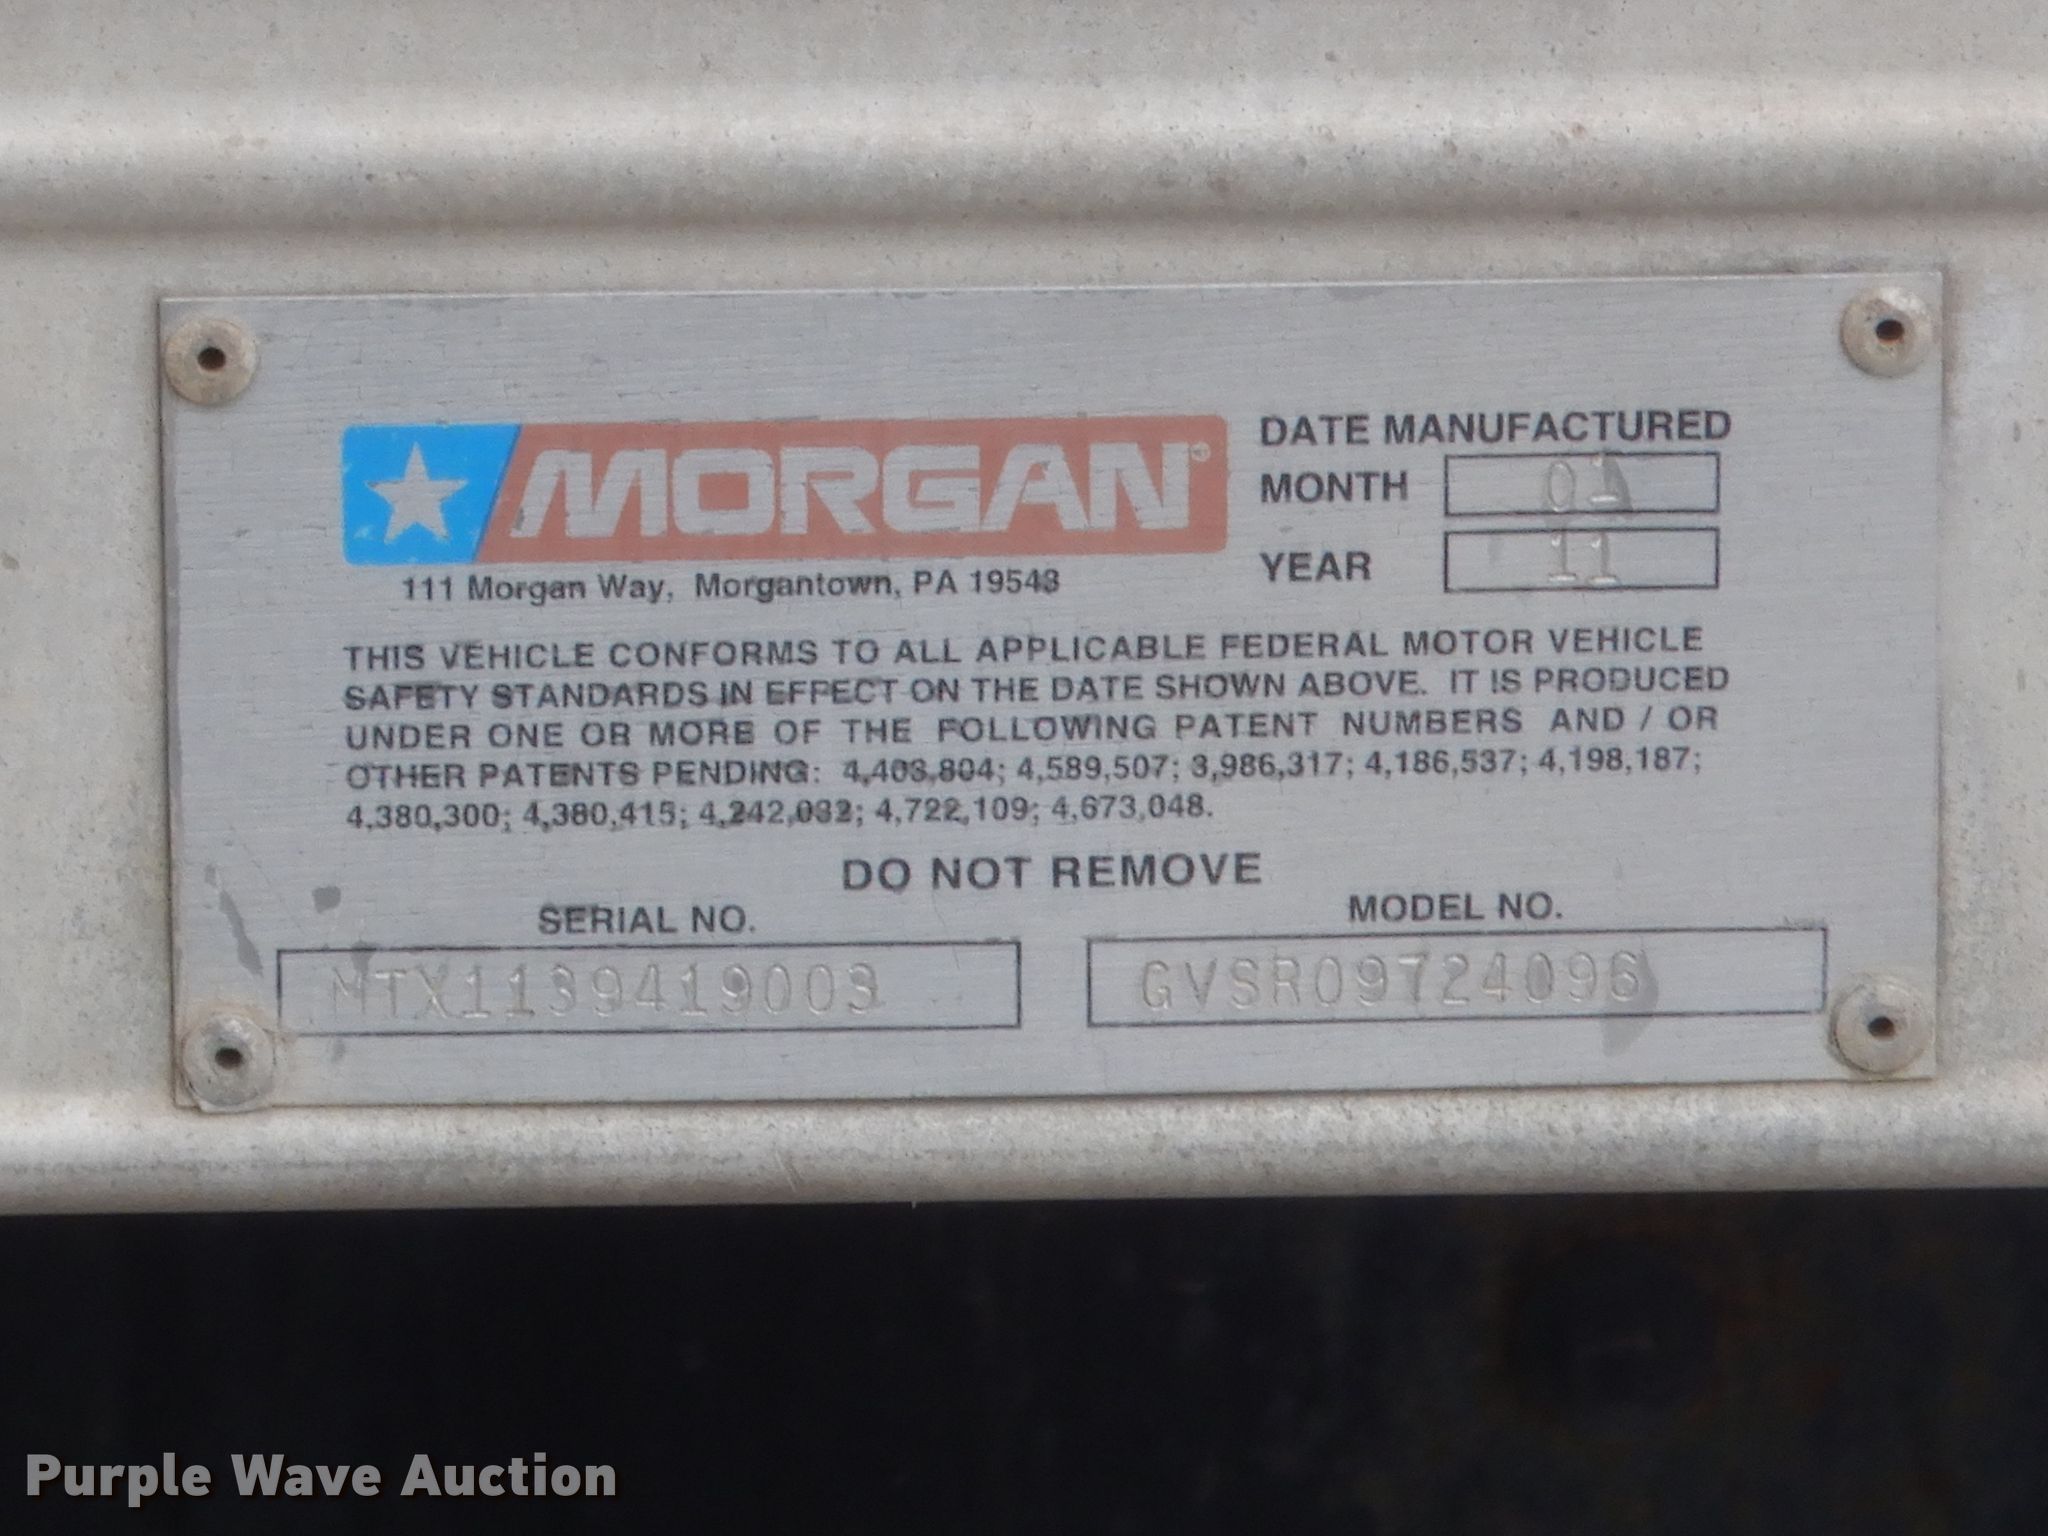 MORGAN®
111 Morgan Way, Morgantown, PA 19543
DATE MANUFACTURED
MONTH 01
YEAR 11
THIS VEHICLE CONFORMS TO ALL APPLICABLE FEDERAL MOTOR VEHICLE
SAFETY STANDARDS IN EFFECT ON THE DATE SHOWN ABOVE. IT IS PRODUCED
UNDER ONE OR MORE OF THE FOLLOWING PATENT NUMBERS AND / OR
OTHER PATENTS PENDING: 4,403,804; 4,589,507; 3,986,317; 4,186,537; 4,198,187;
4,380,300; 4,380,415; 4,242,032; 4,722,109; 4,673,048.
DO NOT REMOVE
SERIAL NO.
MTX1139419003
MODEL NO.
GVSR09724096
Purple Wave Auction